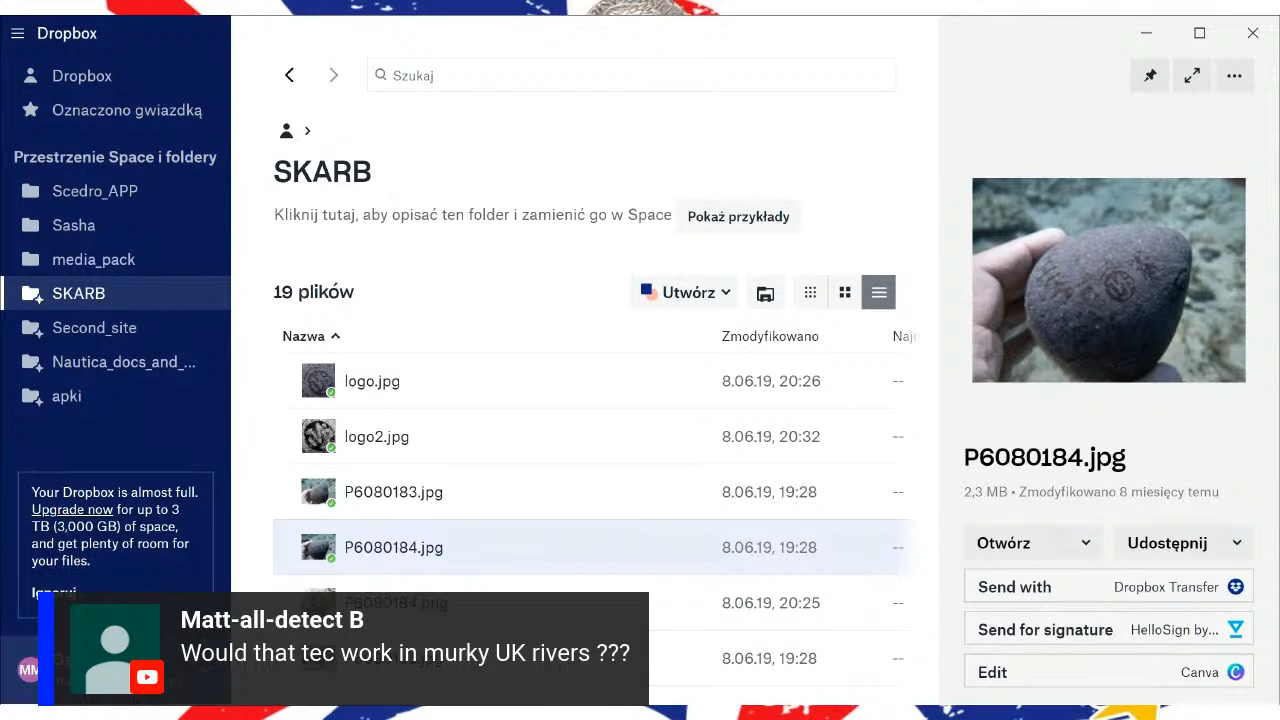 Dropbox
Dropbox
Oznaczono gwiazdką
Przestrzenie Space i foldery
Scedro_APP
Sasha
media_pack
SKARB
Second_site
Nautica_docs_and_...
apki
Your Dropbox is almost full.
Upgrade now for up to 3
TB (3,000 GB) of space,
and get plenty of room for
your files.
MM
Szukaj
SKARB
Kliknij tutaj, aby opisać ten folder i zamienić go w Space
Pokaż przykłady
19 plików
Utwórz
Nazwa
Zmodyfikowano
logo.jpg
8.06.19, 20:26
--
logo2.jpg
8.06.19, 20:32
--
P6080183.jpg
8.06.19, 19:28
--
P6080184.jpg
8.06.19, 19:28
--
P6080184.png
8.06.19, 20:25
--
8.06.19, 19:28
--
Matt-all-detect B
Would that tec work in murky UK rivers ???
P6080184.jpg
2,3 MB • Zmodyfikowano 8 miesięcy temu
Otwórz
Udostępnij
Send with
Dropbox Transfer
Send for signature
HelloSign by...
Edit
Canva